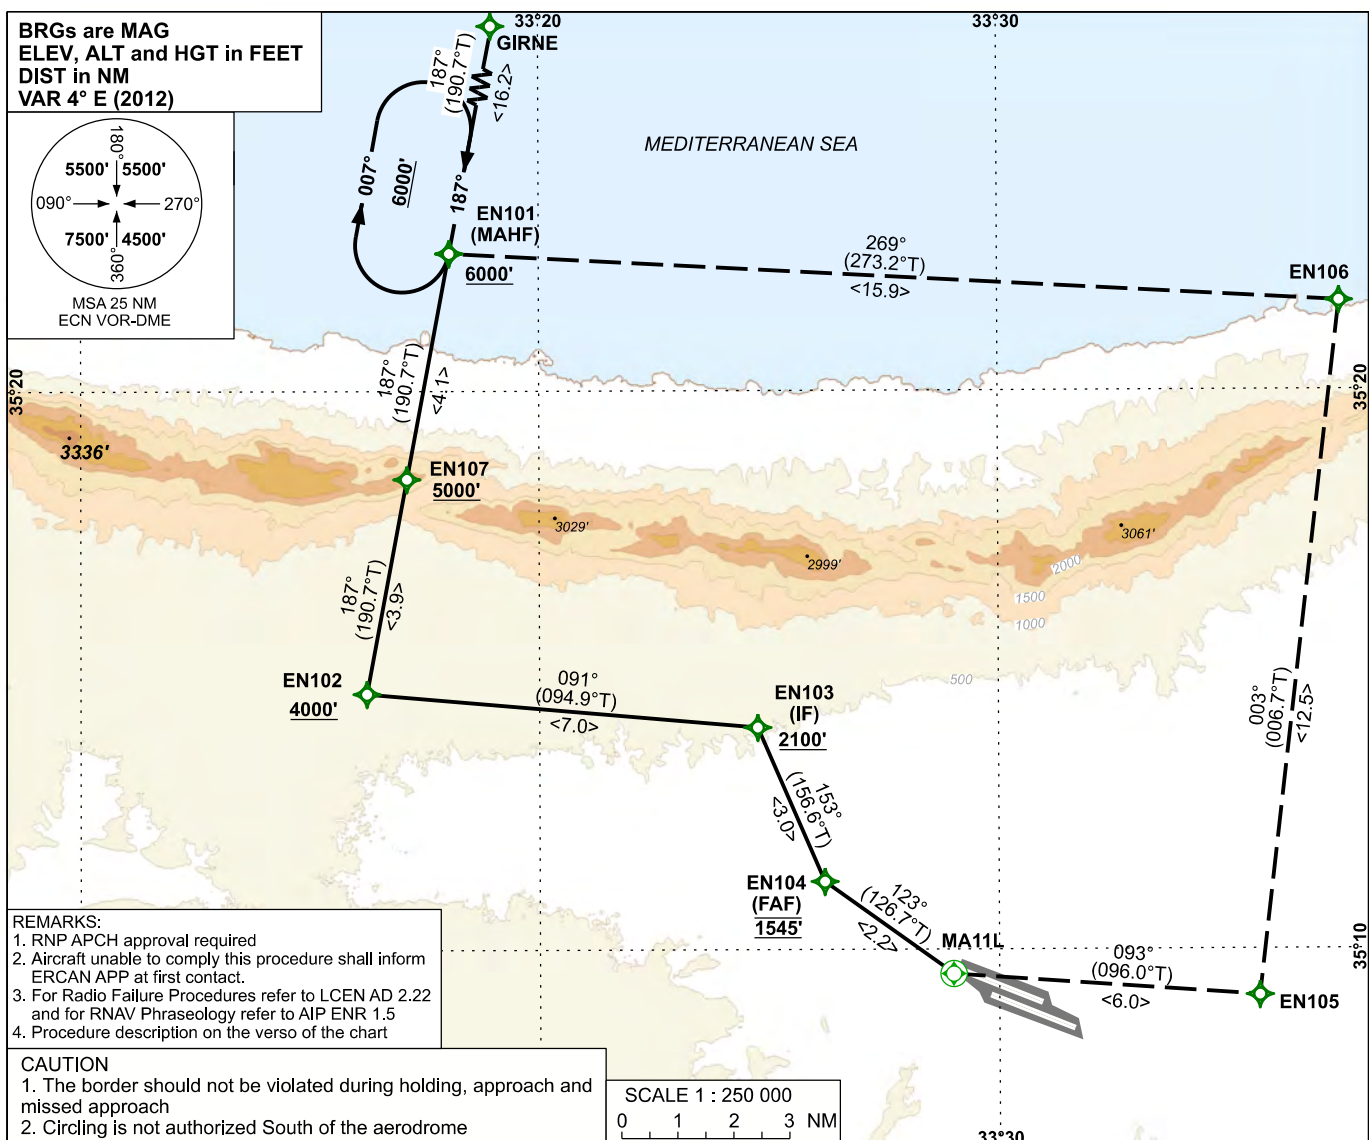 BRGs are MAG
ELEV, ALT and HGT in FEET
DIST in NM
VAR 4° E (2012)
180°
5500' 5500'
090° 270°
7500' 4500'
360°
MSA 25 NM
ECN VOR-DME
33°20
33°30
GIRNE
187°
(190.7°T)
<16.2>
007°
6000'
187°
MEDITERRANEAN SEA
EN101
(MAHF)
6000'
269°
(273.2°T)
<15.9>
EN106
35°20
35°20
187°
(190.7°T)
<4.1>
3336'
EN107
5000'
3029'
2999'
3061'
2000
1500
1000
500
187°
(190.7°T)
<3.9>
EN102
4000'
091°
(094.9°T)
<7.0>
EN103
(IF)
2100'
003°
(006.7°T)
<12.5>
153°
(156.6°T)
<3.0>
EN104
(FAF)
1545'
123°
(126.7°T)
<2.2>
MA11L
093°
(096.0°T)
<6.0>
35°10
EN105
REMARKS:
1. RNP APCH approval required
2. Aircraft unable to comply this procedure shall inform
ERCAN APP at first contact.
3. For Radio Failure Procedures refer to LCEN AD 2.22
and for RNAV Phraseology refer to AIP ENR 1.5
4. Procedure description on the verso of the chart
CAUTION
1. The border should not be violated during holding, approach and
missed approach
2. Circling is not authorized South of the aerodrome
SCALE 1 : 250 000
0 1 2 3 NM
33°30